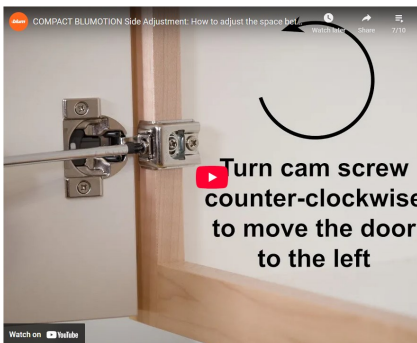 blum
COMPACT BLUMOTION Side Adjustment: How to adjust the space bet...
Watch later
Share
7/10
Turn cam screw
counter-clockwise
to move the door
to the left
Watch on YouTube